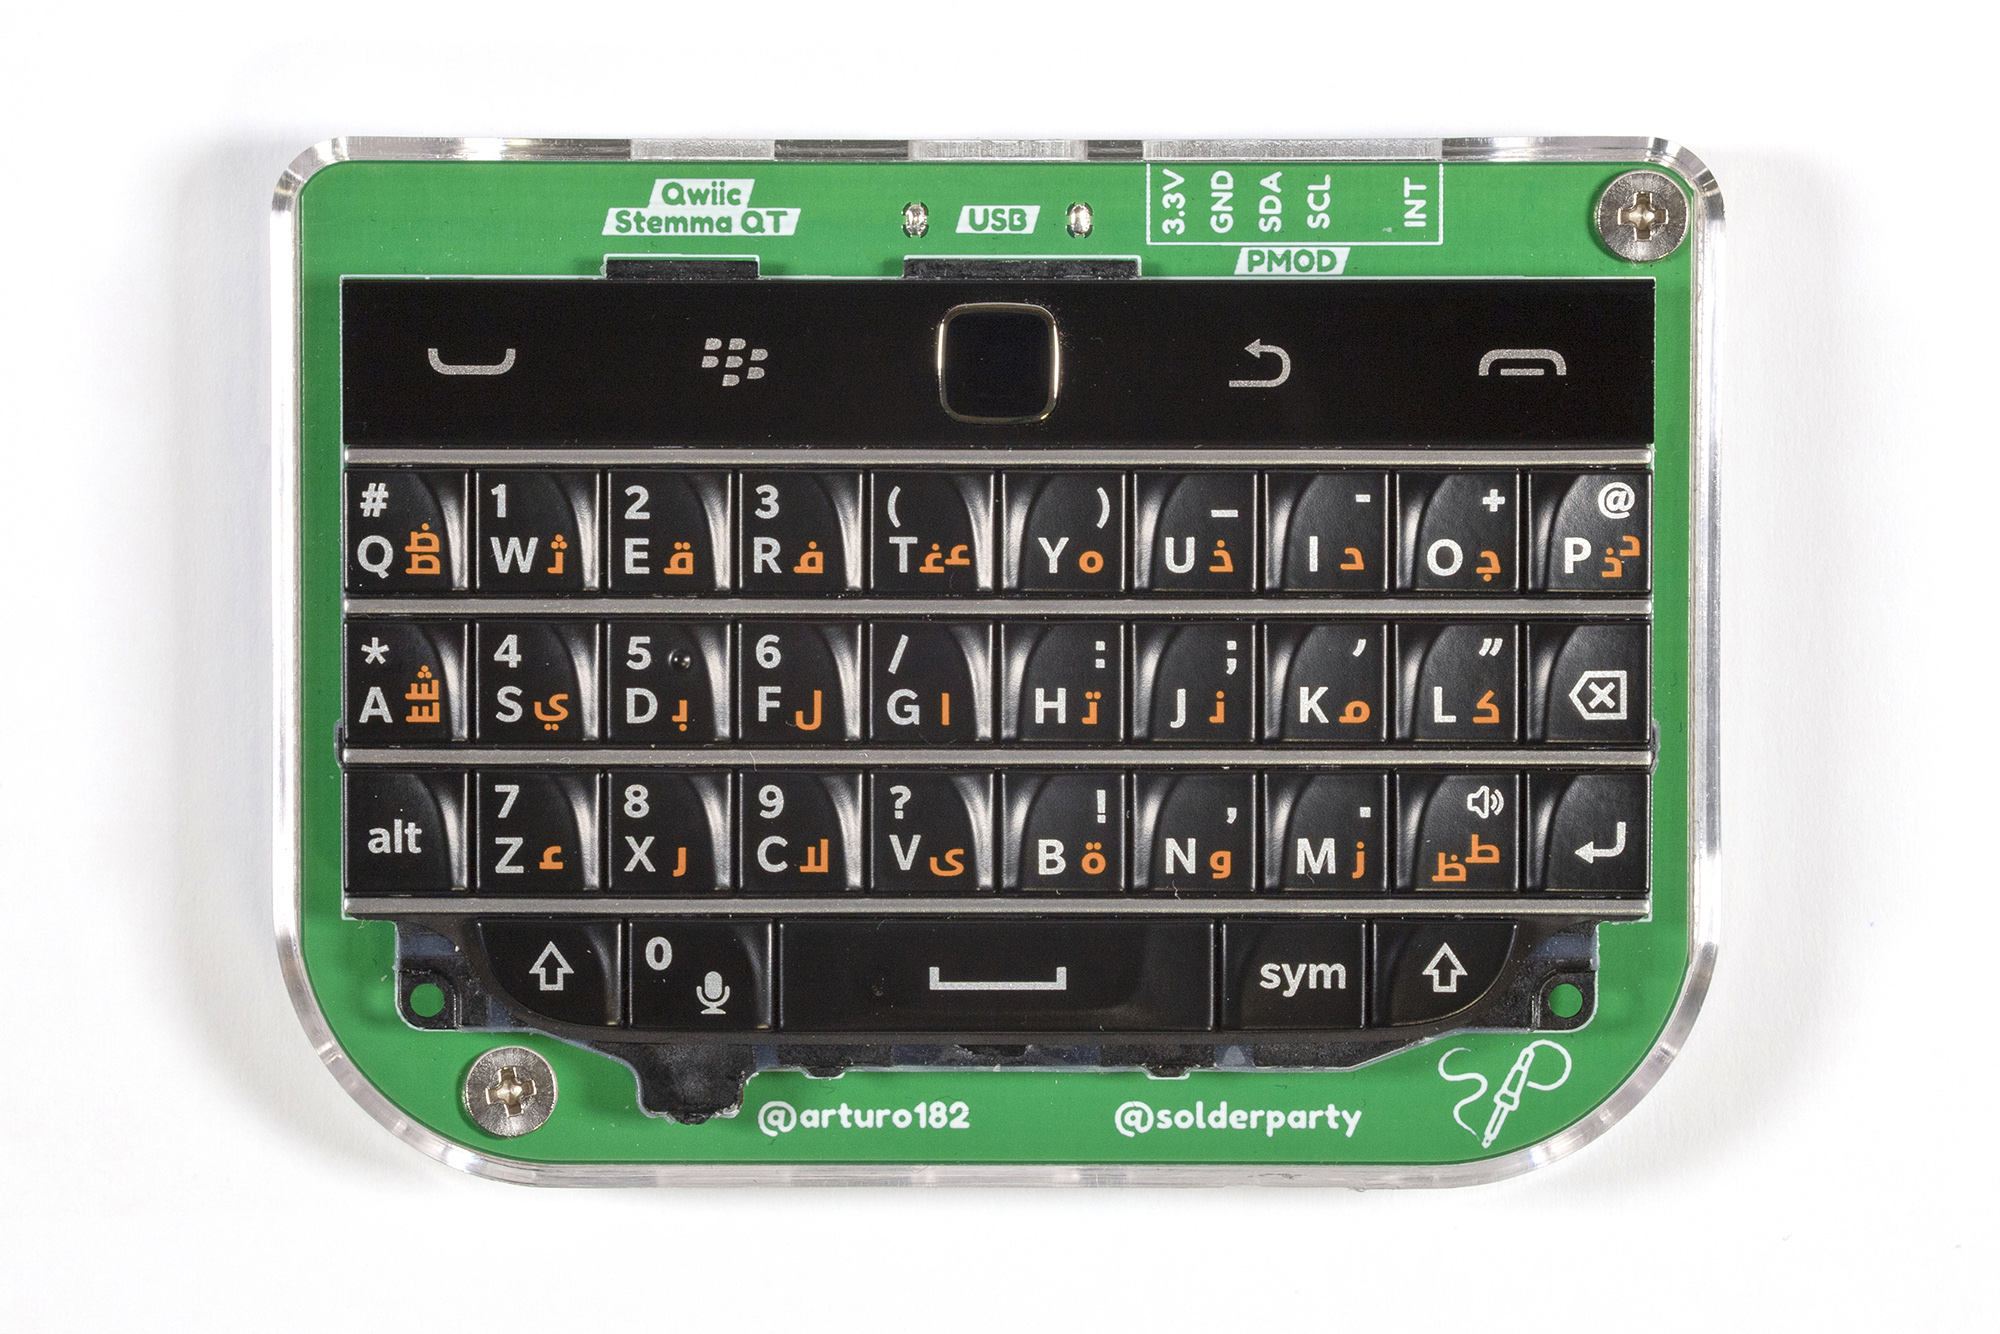 Qwiic
Stemma QT
USB
3.3V GND SDA SCL - INT
PMOD
# 1 2 3 ( ) _ - + @
Q W E R T Y U I O P
ق ف غ ع ه خ د ج د ذ
* 4 5 6 / : ; ' "
A S D F G H J K L
ي ب ل ا ت ن م ك
7 8 9 ? ! , .
alt Z X C V B N M
ر لا ى ة و ز ط ظ
0
sym
@arturo182
@solderparty